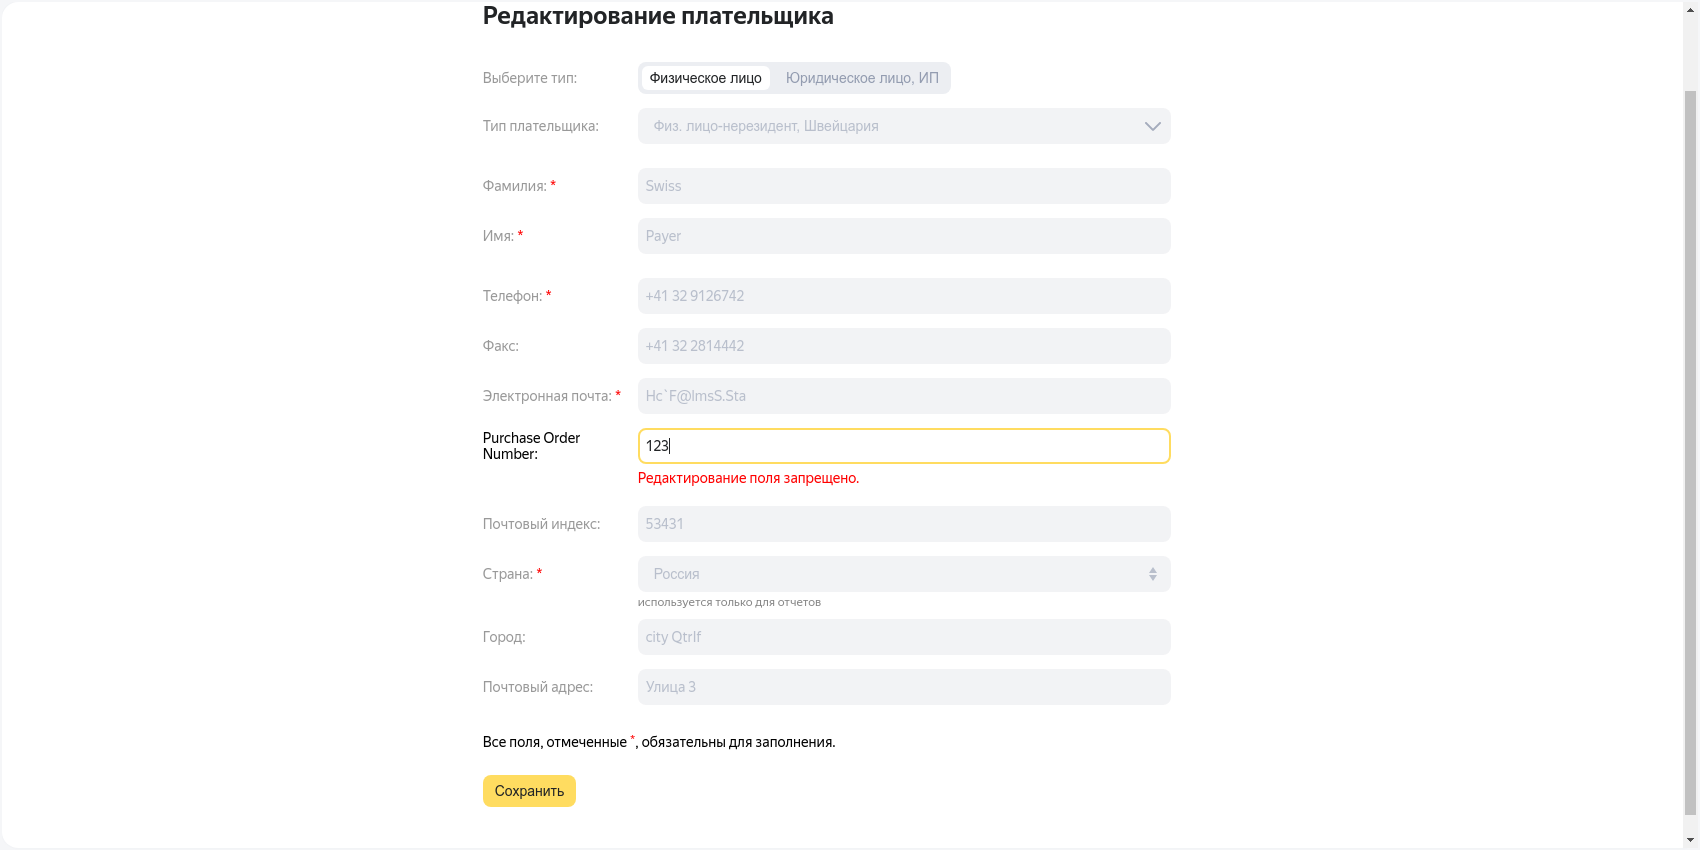 Редактирование плательщика
Выберите тип: Физическое лицо Юридическое лицо, ИП
Тип плательщика: Физ. лицо-нерезидент, Швейцария
Фамилия: * Swiss
Имя: * Payer
Телефон: * +41 32 9126742
Факс: +41 32 2814442
Электронная почта: * Hc`F@lmsS.Sta
Purchase Order
Number: 123
Редактирование поля запрещено.
Почтовый индекс: 53431
Страна: * Россия
используется только для отчетов
Город: city Qtrlf
Почтовый адрес: Улица 3
Все поля, отмеченные *, обязательны для заполнения.
Сохранить